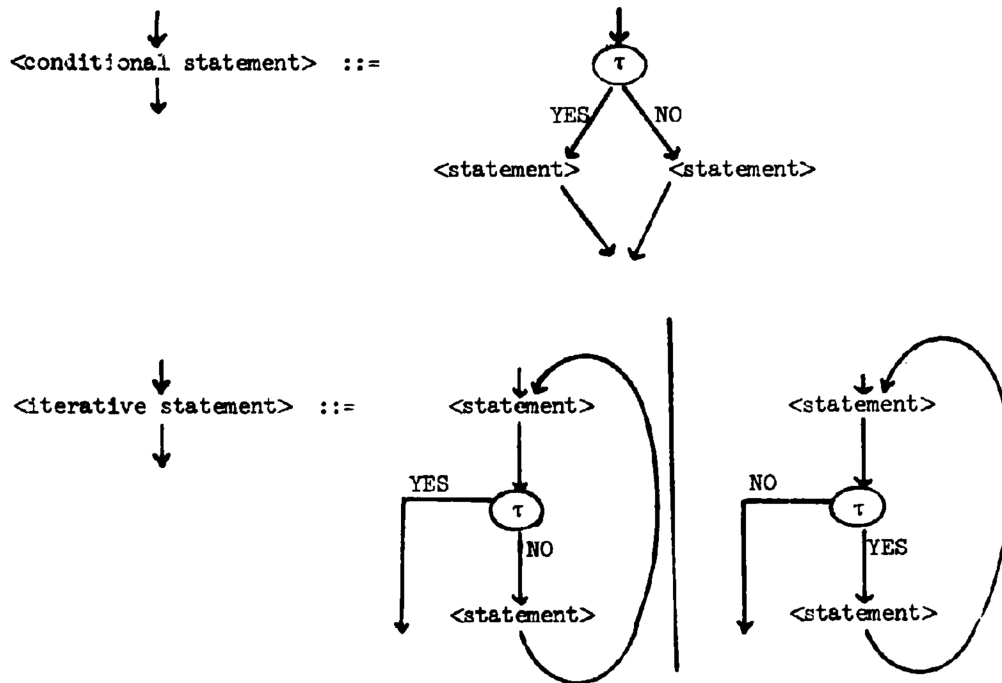 <conditional statement> ::=
τ
YES NO
<statement> <statement>
<iterative statement> ::= <statement> <statement>
YES τ NO τ
NO YES
<statement> <statement>